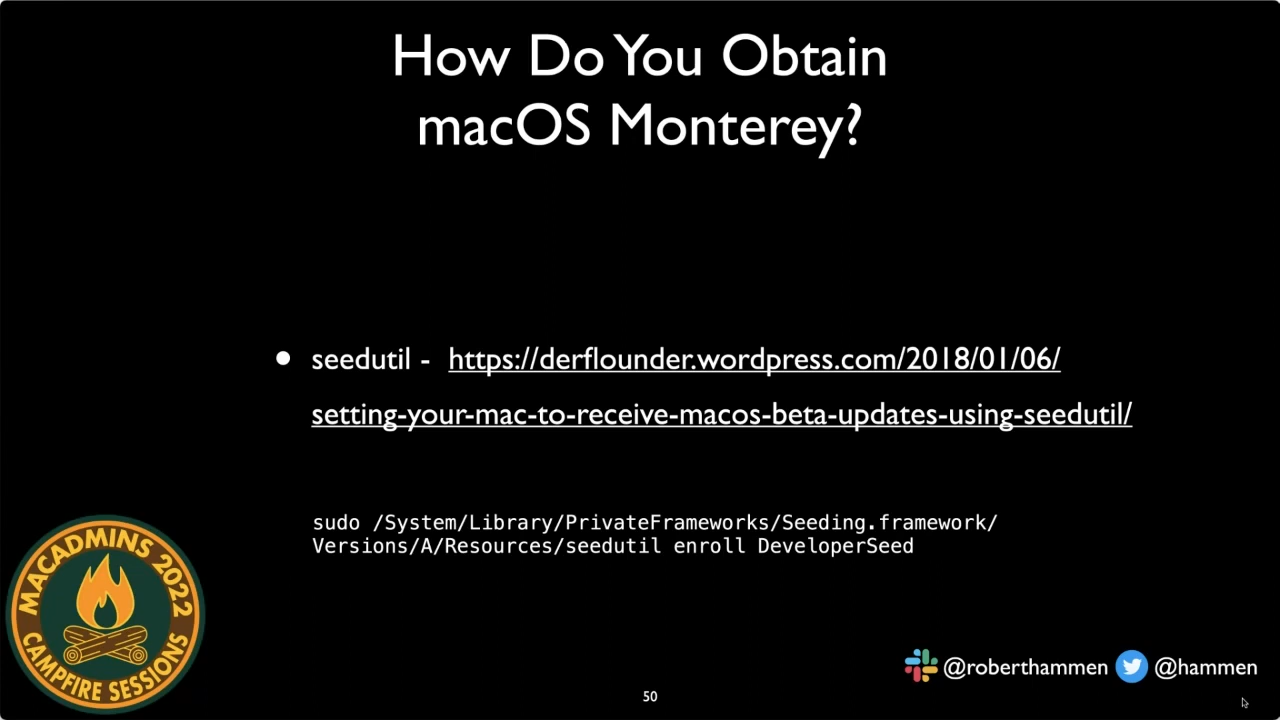 How Do You Obtain
macOS Monterey?
• seedutil - https://derflounder.wordpress.com/2018/01/06/
setting-your-mac-to-receive-macos-beta-updates-using-seedutil/
sudo /System/Library/PrivateFrameworks/Seeding.framework/
Versions/A/Resources/seedutil enroll DeveloperSeed
MACADMINS 2022
CAMPFIRE SESSIONS
@roberthammen @hammen
50